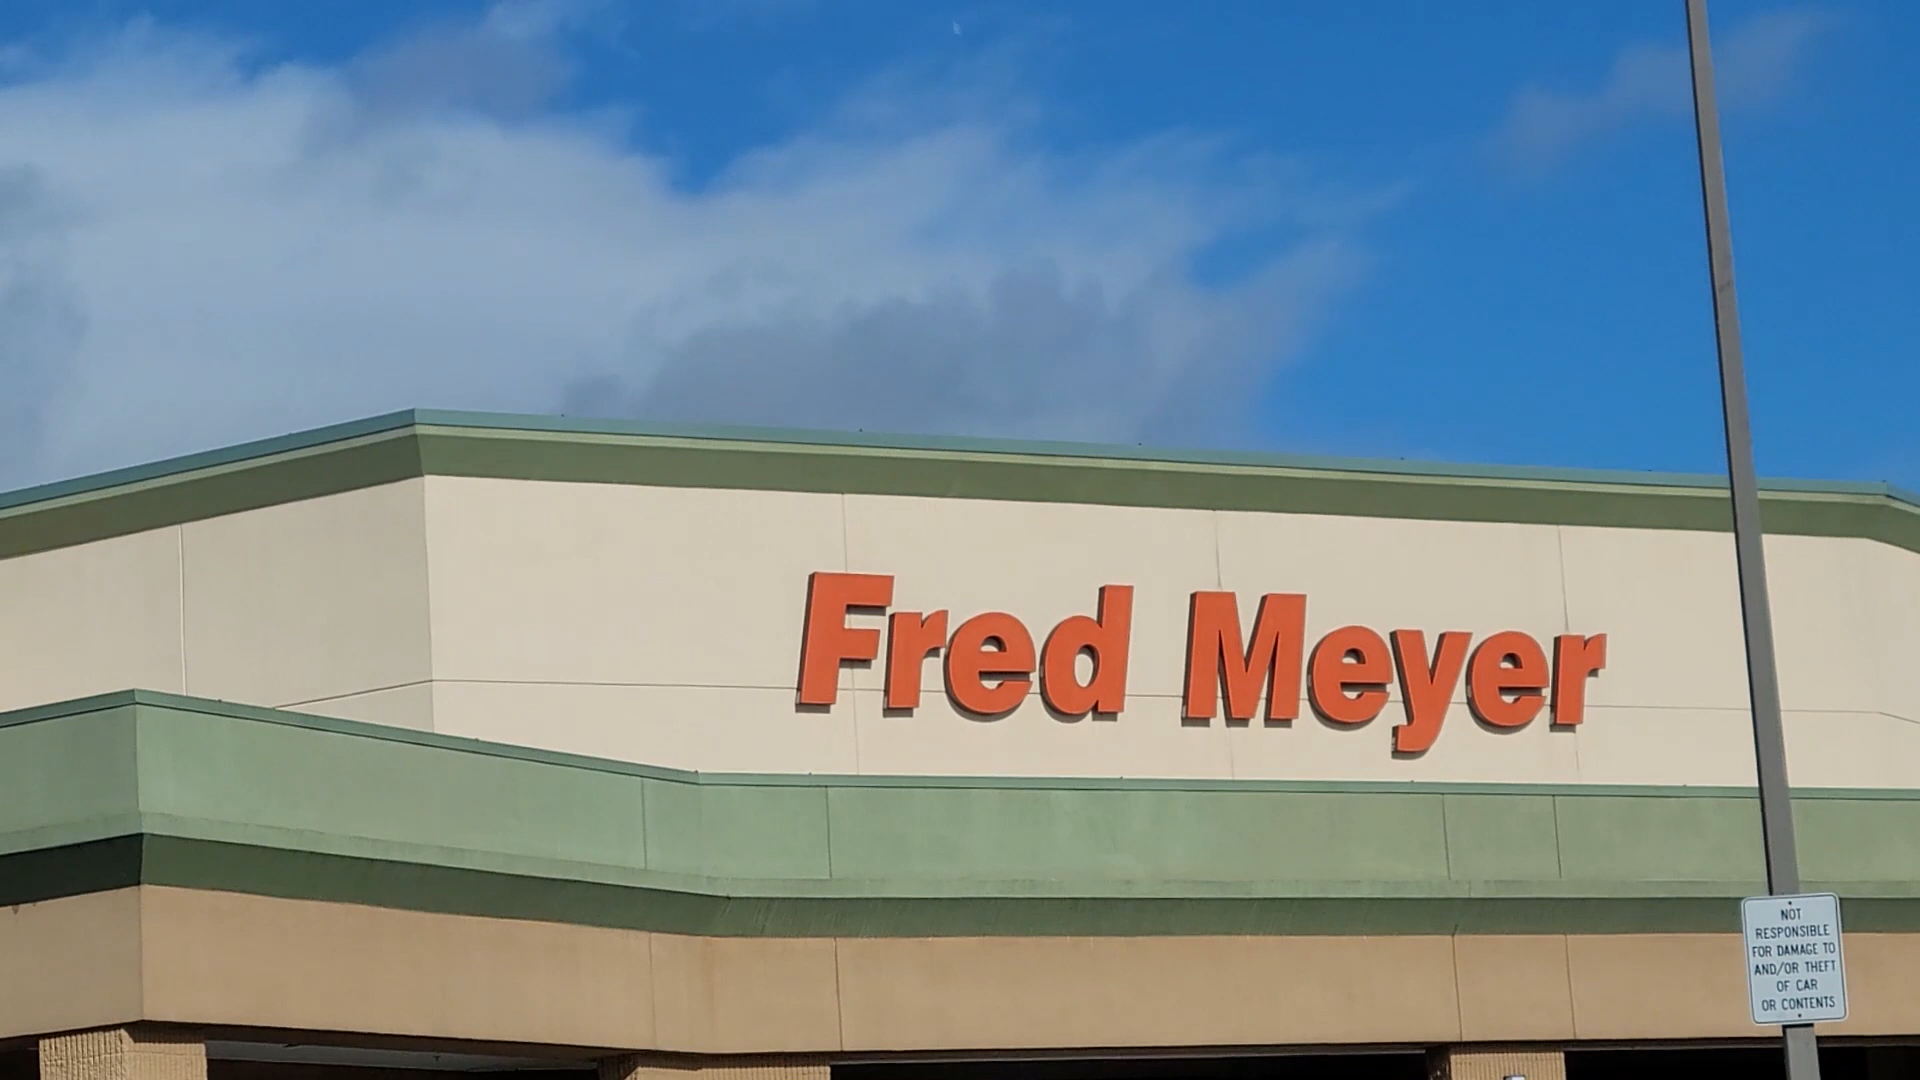 Fred Meyer
NOT
RESPONSIBLE
FOR DAMAGE TO
AND/OR THEFT
OF CAR
OR CONTENTS